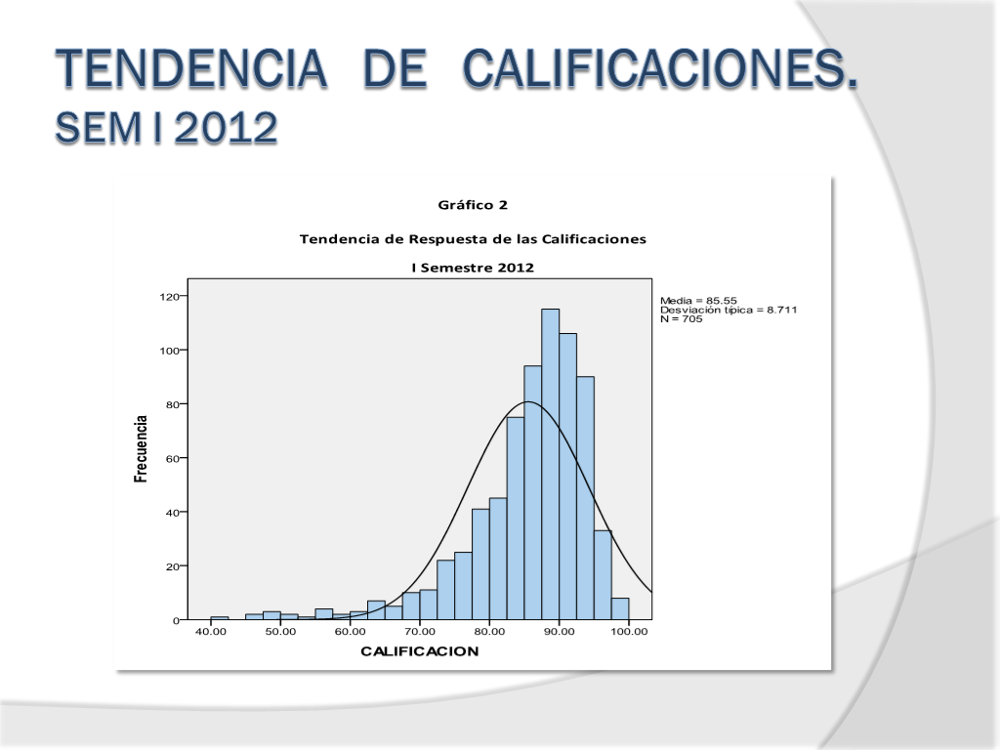 TENDENCIA DE CALIFICACIONES.
SEM I 2012
Gráfico 2
Tendencia de Respuesta de las Calificaciones
I Semestre 2012
Media = 85.55
Desviación típica = 8.711
N = 705
Frecuencia
120
100
80
60
40
20
0
40.00 50.00 60.00 70.00 80.00 90.00 100.00
CALIFICACION